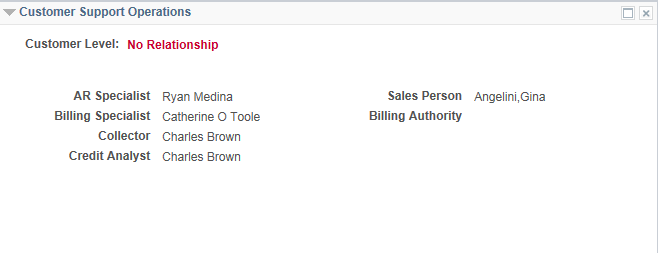 Customer Support Operations
Customer Level: No Relationship
AR Specialist Ryan Medina Sales Person Angelini,Gina
Billing Specialist Catherine O Toole Billing Authority
Collector Charles Brown
Credit Analyst Charles Brown